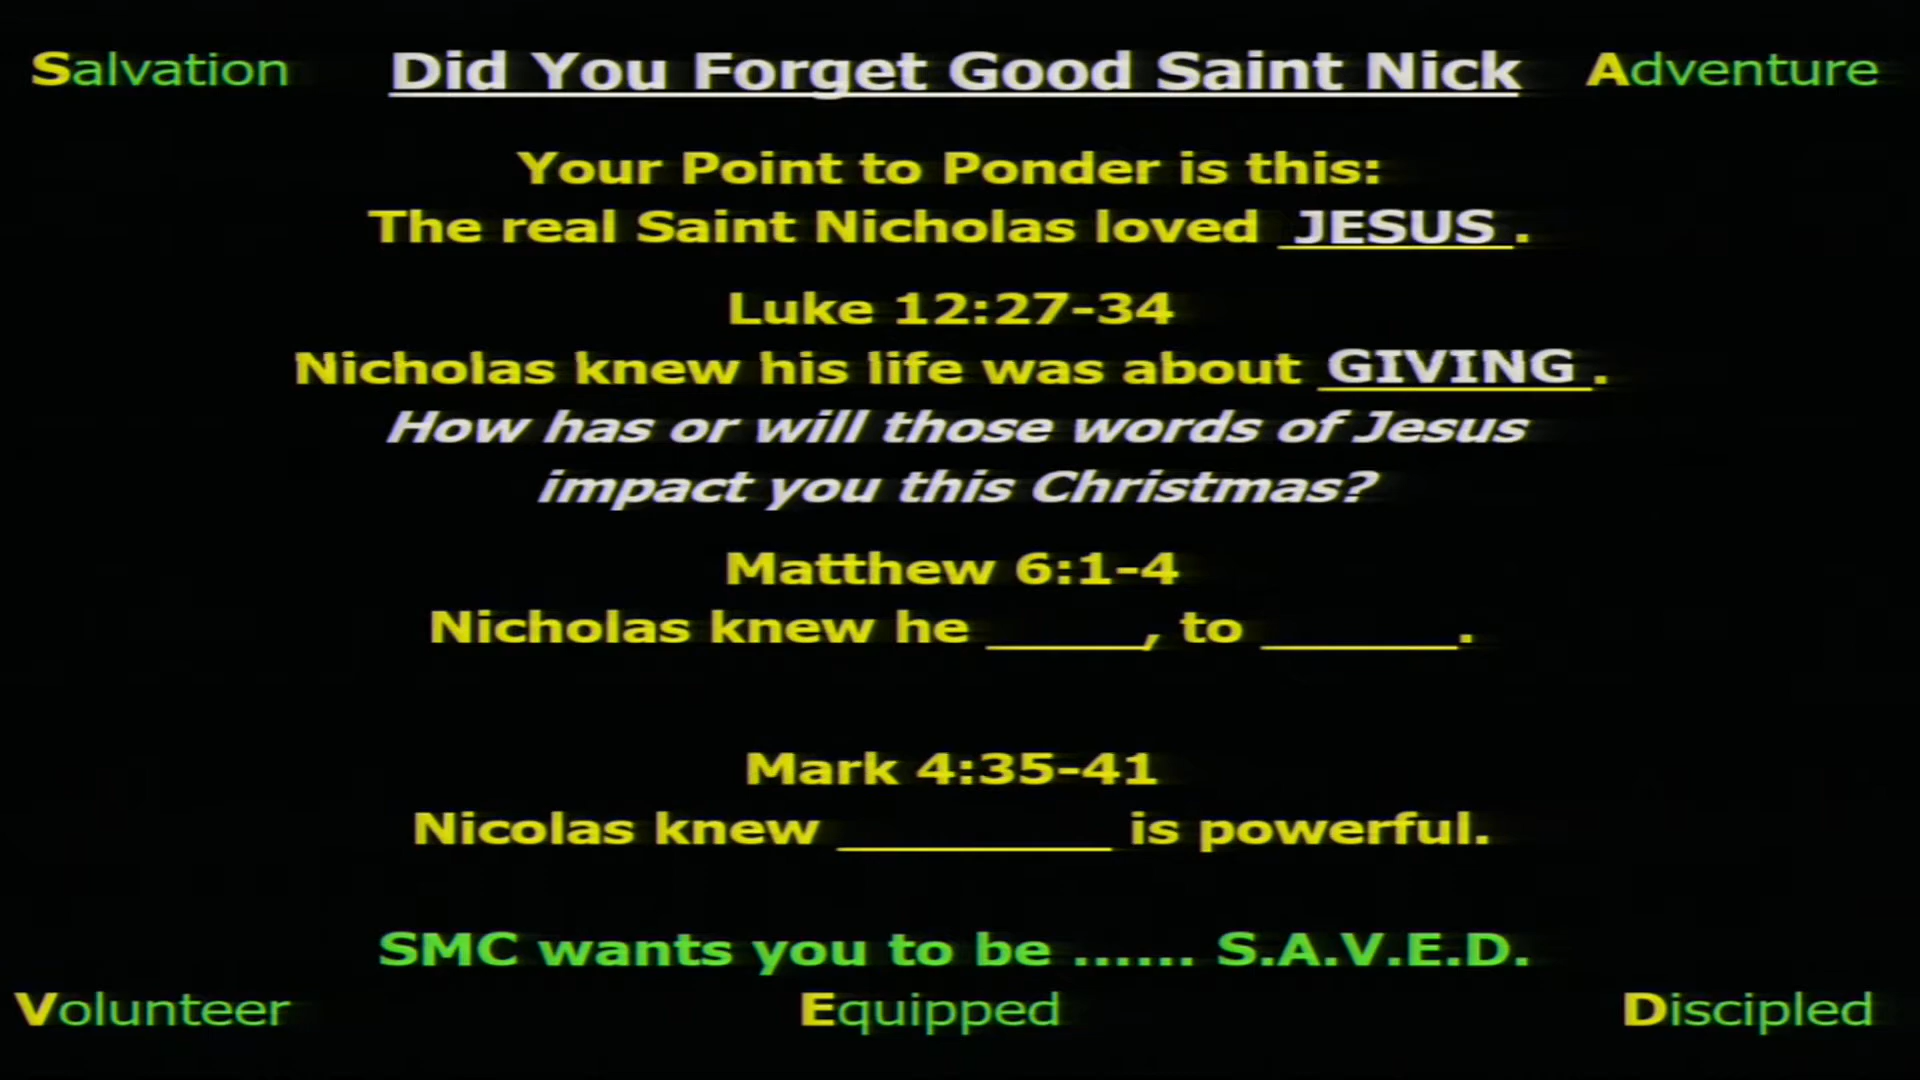 Salvation Did You Forget Good Saint Nick Adventure
Your Point to Ponder is this:
The real Saint Nicholas loved JESUS.
Luke 12:27-34
Nicholas knew his life was about GIVING.
How has or will those words of Jesus
impact you this Christmas?
Matthew 6:1-4
Nicholas knew he _____, to ______.
Mark 4:35-41
Nicolas knew ________ is powerful.
SMC wants you to be ...... S.A.V.E.D.
Volunteer Equipped Discipled